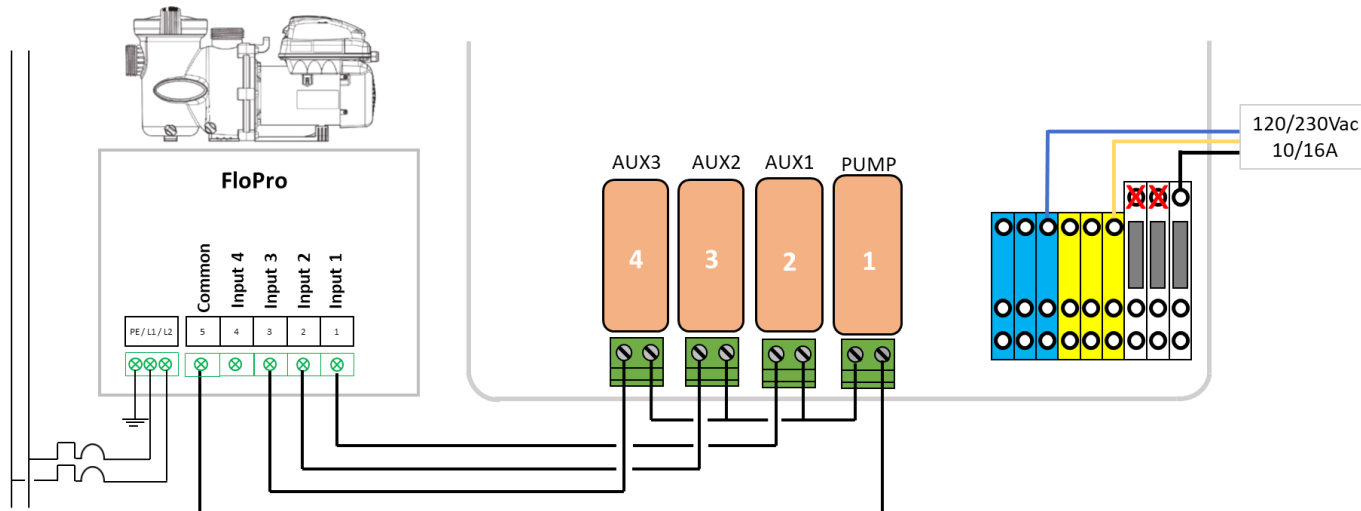 FloPro
Common
Input 4
Input 3
Input 2
Input 1
PE/ L1 / L2
5
4
3
2
1
AUX3
AUX2
AUX1
PUMP
4
3
2
1
120/230Vac
10/16A